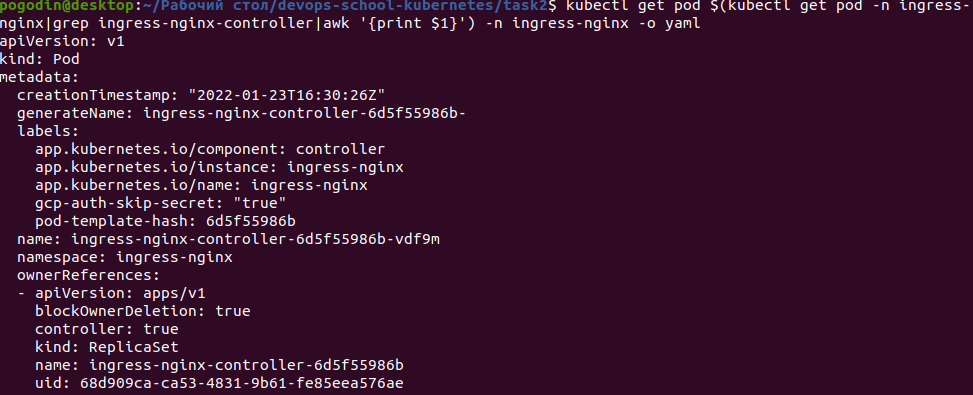 pogodin@desktop:~/Рабочий стол/devops-school-kubernetes/task2$ kubectl get pod $(kubectl get pod -n ingress-
nginx|grep ingress-nginx-controller|awk '{print $1}') -n ingress-nginx -o yaml
apiVersion: v1
kind: Pod
metadata:
  creationTimestamp: "2022-01-23T16:30:26Z"
  generateName: ingress-nginx-controller-6d5f55986b-
  labels:
    app.kubernetes.io/component: controller
    app.kubernetes.io/instance: ingress-nginx
    app.kubernetes.io/name: ingress-nginx
    gcp-auth-skip-secret: "true"
    pod-template-hash: 6d5f55986b
  name: ingress-nginx-controller-6d5f55986b-vdf9m
  namespace: ingress-nginx
  ownerReferences:
  - apiVersion: apps/v1
    blockOwnerDeletion: true
    controller: true
    kind: ReplicaSet
    name: ingress-nginx-controller-6d5f55986b
    uid: 68d909ca-ca53-4831-9b61-fe85eea576ae